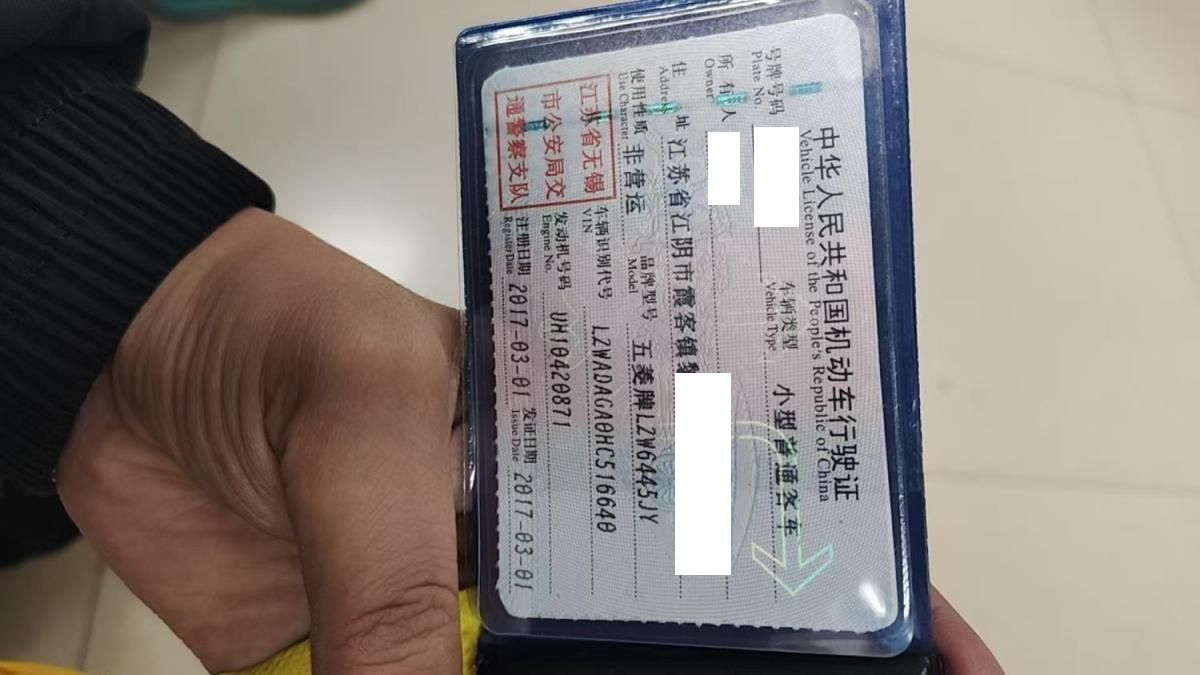 中华人民共和国机动车行驶证
Vehicle License of the People's Republic of China
号牌号码
Plate No.
车辆类型 小型普通客车
Vehicle Type
所有人
Owner
住址 江苏省江阴市霞客镇
Address
使用性质 非营运
Use Character
品牌型号 五菱牌LZW6445JY
Model
江苏省无锡
市公安局交
通警察支队
车辆识别代号 LZWADAGA0HC516640
VIN
发动机号码 UH10420871
Engine No.
注册日期 2017-03-01
Register Date
发证日期 2017-03-01
Issue Date